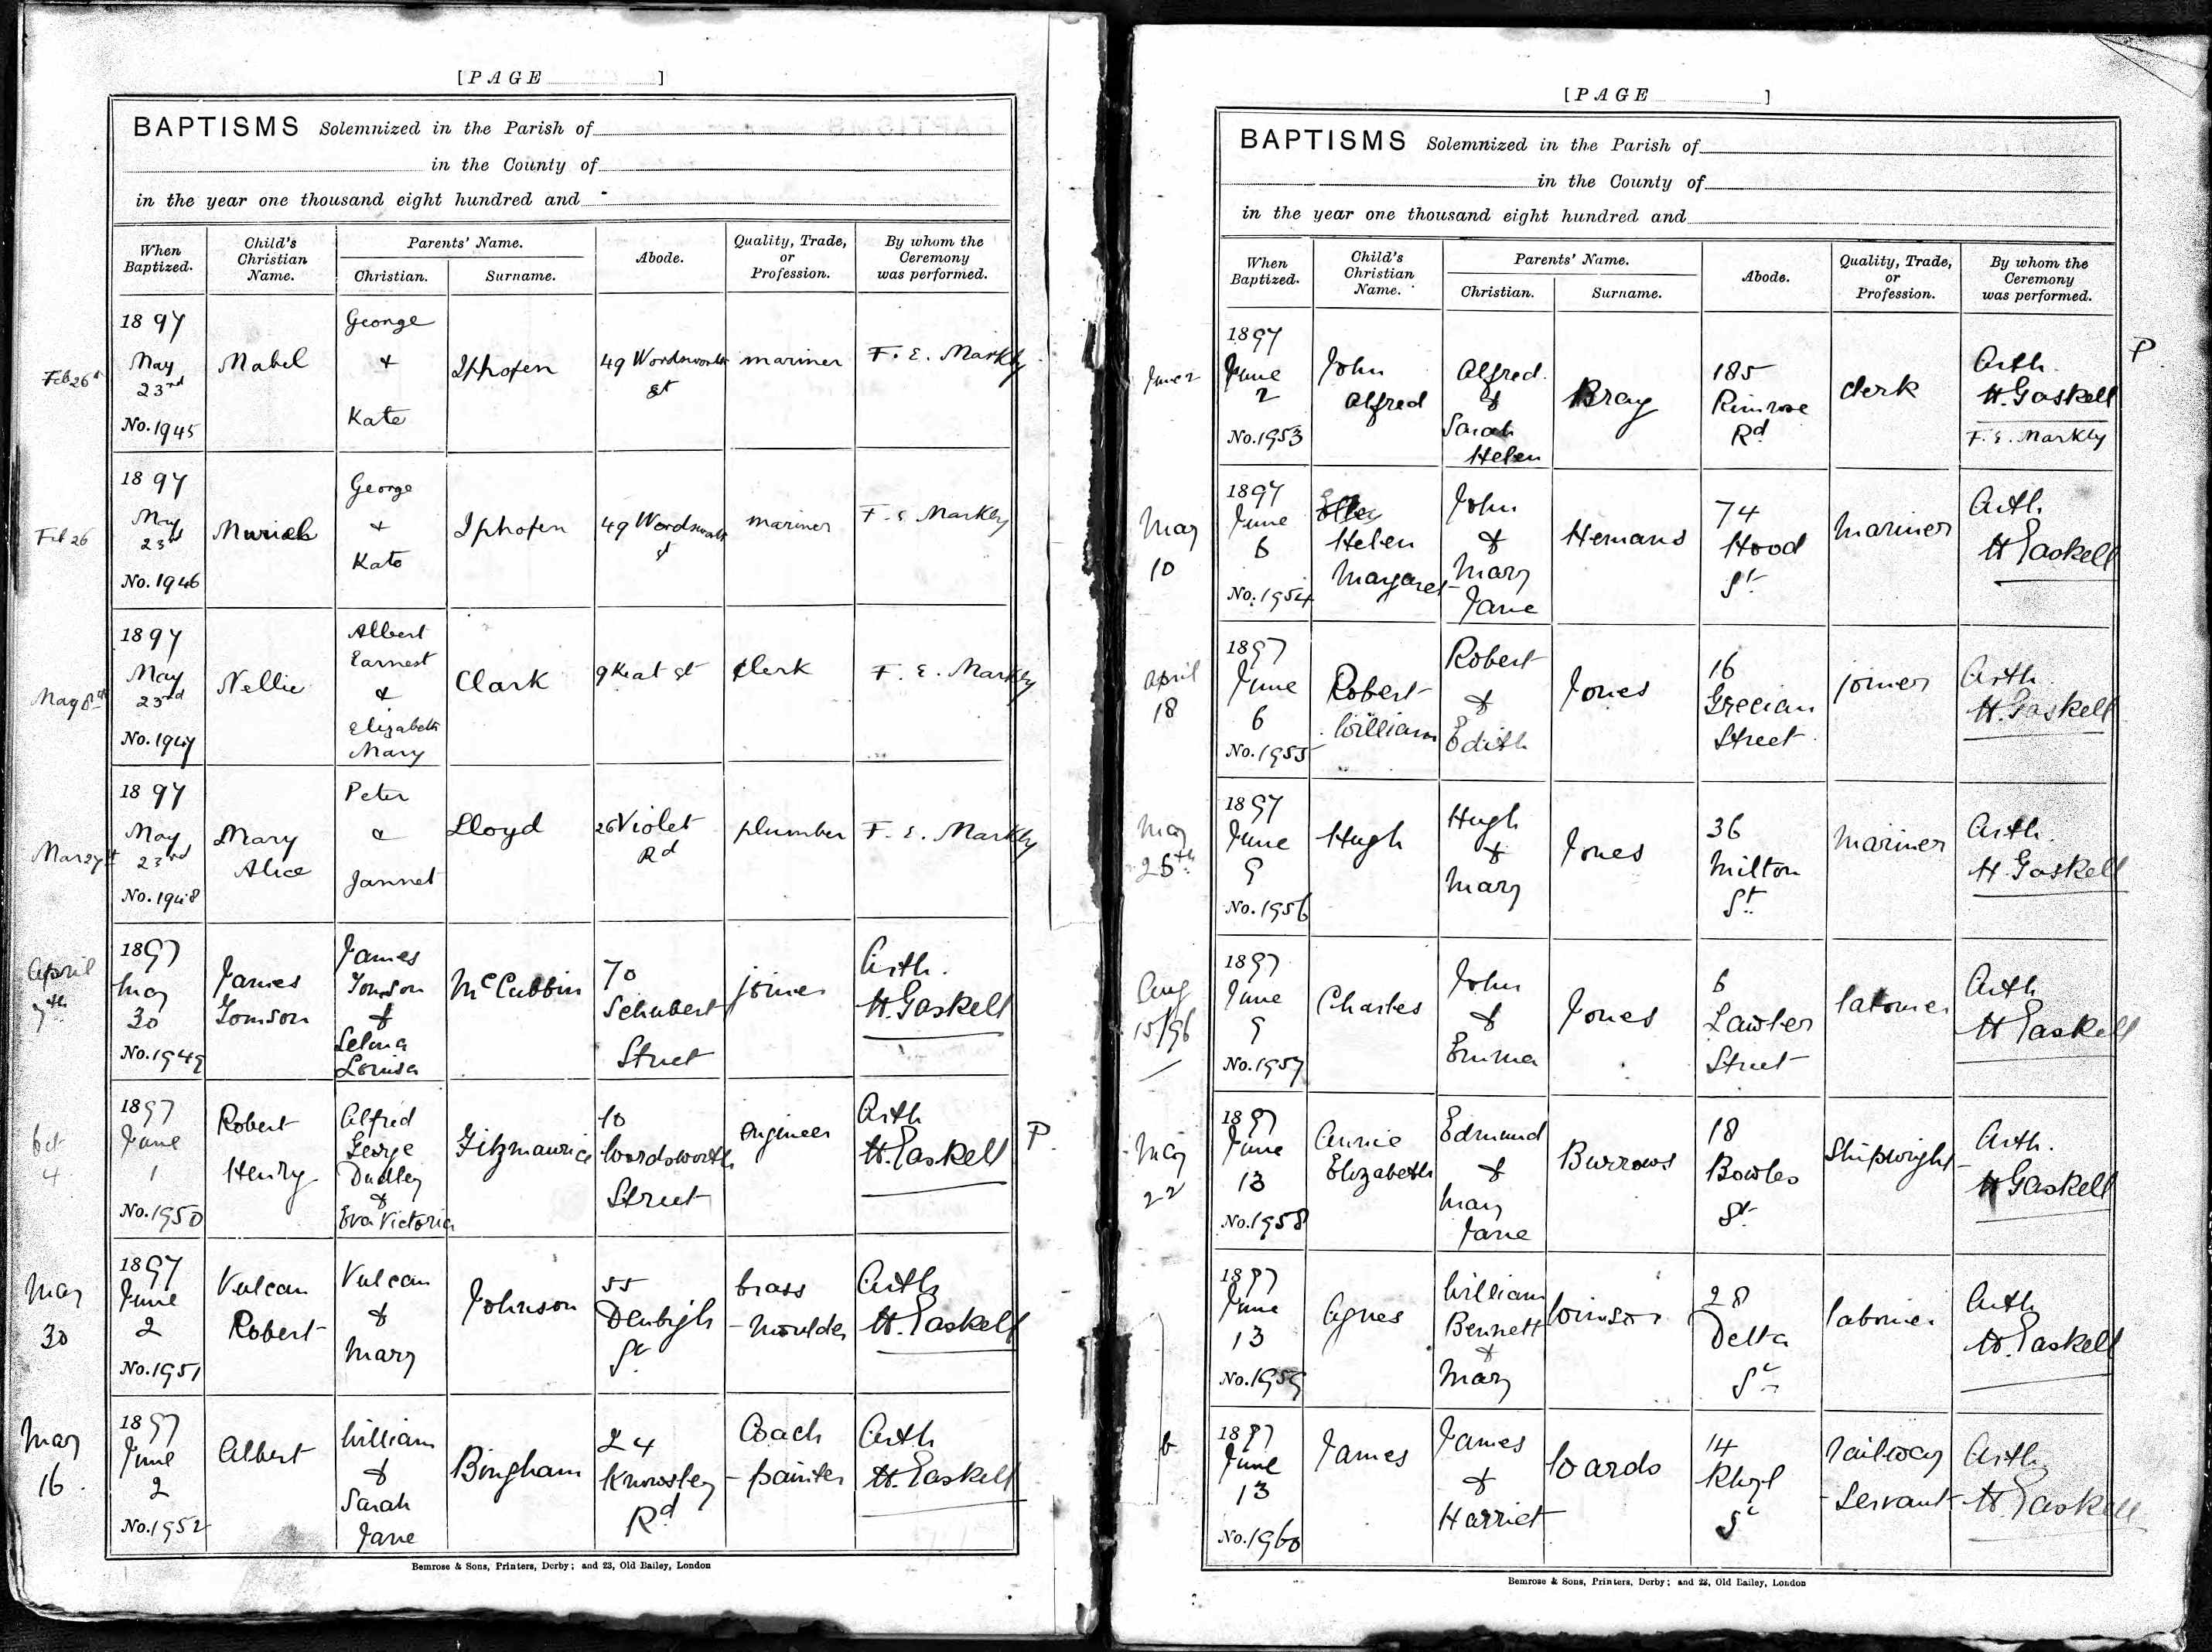 [PAGE ]
BAPTISMS Solemnized in the Parish of
in the County of
in the year one thousand eight hundred and
When Baptized.
Child's Christian Name.
Parents' Name.
Christian.
Surname.
Abode.
Quality, Trade, or Profession.
By whom the Ceremony was performed.
Feb 26th
1897
May
23rd
No. 1945
Mabel
George
&
Kate
Iphofen
49 Wordsworth
St
mariner
F. E. Markby
Feb 26
1897
May
23rd
No. 1946
Muriel
George
&
Kate
Iphofen
49 Wordsworth
st
mariner
F. E. Markby
May 8th
1897
May
23rd
No. 1947
Nellie
Albert
Earnest
&
Elizabeth
Mary
Clark
9 Keat St
Clerk
F. E. Markby
Mar 27th
1897
May
23rd
No. 1948
Mary
Alice
Peter
&
Jannet
Lloyd
26 Violet
Rd
plumber
F. E. Markby
April
7th
1897
May
30
No. 1949
James
Tomson
James
Tomson
&
Selina
Louisa
McCubbin
70
Schubert
Street
joiner
Arth.
H. Gaskell
Oct
4
1897
June
1
No. 1950
Robert
Henry
Alfred
George
Dudley
&
Eva Victoria
Fitzmaurice
10
Wordsworth
Street
engineer
Arth
H. Gaskell
P
May
30
1897
June
2
No. 1951
Vulcan
Robert
Vulcan
&
Mary
Johnson
55
Denbigh
St
brass
-moulder
Arth
H. Gaskell
May
16
1897
June
2
No. 1952
Albert
William
&
Sarah
Jane
Bingham
24
Knowsley
Rd
Coach
-painter
Arth
H. Gaskell
Bemrose & Sons, Printers, Derby; and 23, Old Bailey, London
[PAGE ]
BAPTISMS Solemnized in the Parish of
in the County of
in the year one thousand eight hundred and
When Baptized.
Child's Christian Name.
Parents' Name.
Christian.
Surname.
Abode.
Quality, Trade, or Profession.
By whom the Ceremony was performed.
June 2
1897
June
2
No. 1953
John
Alfred
Alfred
&
Sarah
Helen
Bray
185
Rimrose
Rd
clerk
Arth.
H. Gaskell
F. E. Markby
P
May
10
1897
June
6
No. 1954
Helen
Margaret
John
&
Mary
Jane
Hemans
74
Hood
St
Mariner
Arth
H Gaskell
April
18
1897
June
6
No. 1955
Robert
William
Robert
&
Edith
Jones
16
Grecian
Street
joiner
Arth.
H. Gaskell
May
25th
1897
June
9
No. 1956
Hugh
Hugh
&
Mary
Jones
36
Milton
St
Mariner
Arth.
H. Gaskell
Aug
15/96
1897
June
9
No. 1957
Charles
John
&
Emma
Jones
6
Lawler
Street
labourer
Arth
H Gaskell
May
22
1897
June
13
No. 1958
Annie
Elizabeth
Edmund
&
Mary
Jane
Burrows
18
Bowles
St
Shipwright
Arth.
H Gaskell
1897
June
13
No. 1959
Agnes
William
Bennett
&
Mary
28
Delta
St
labourer
Arth
H. Gaskell
6
1897
June
13
No. 1960
James
James
&
Harriet
Wards
14
Rhyl
St
railway
-Servant
Arth
H. Gaskell
Bemrose & Sons, Printers, Derby; and 23, Old Bailey, London